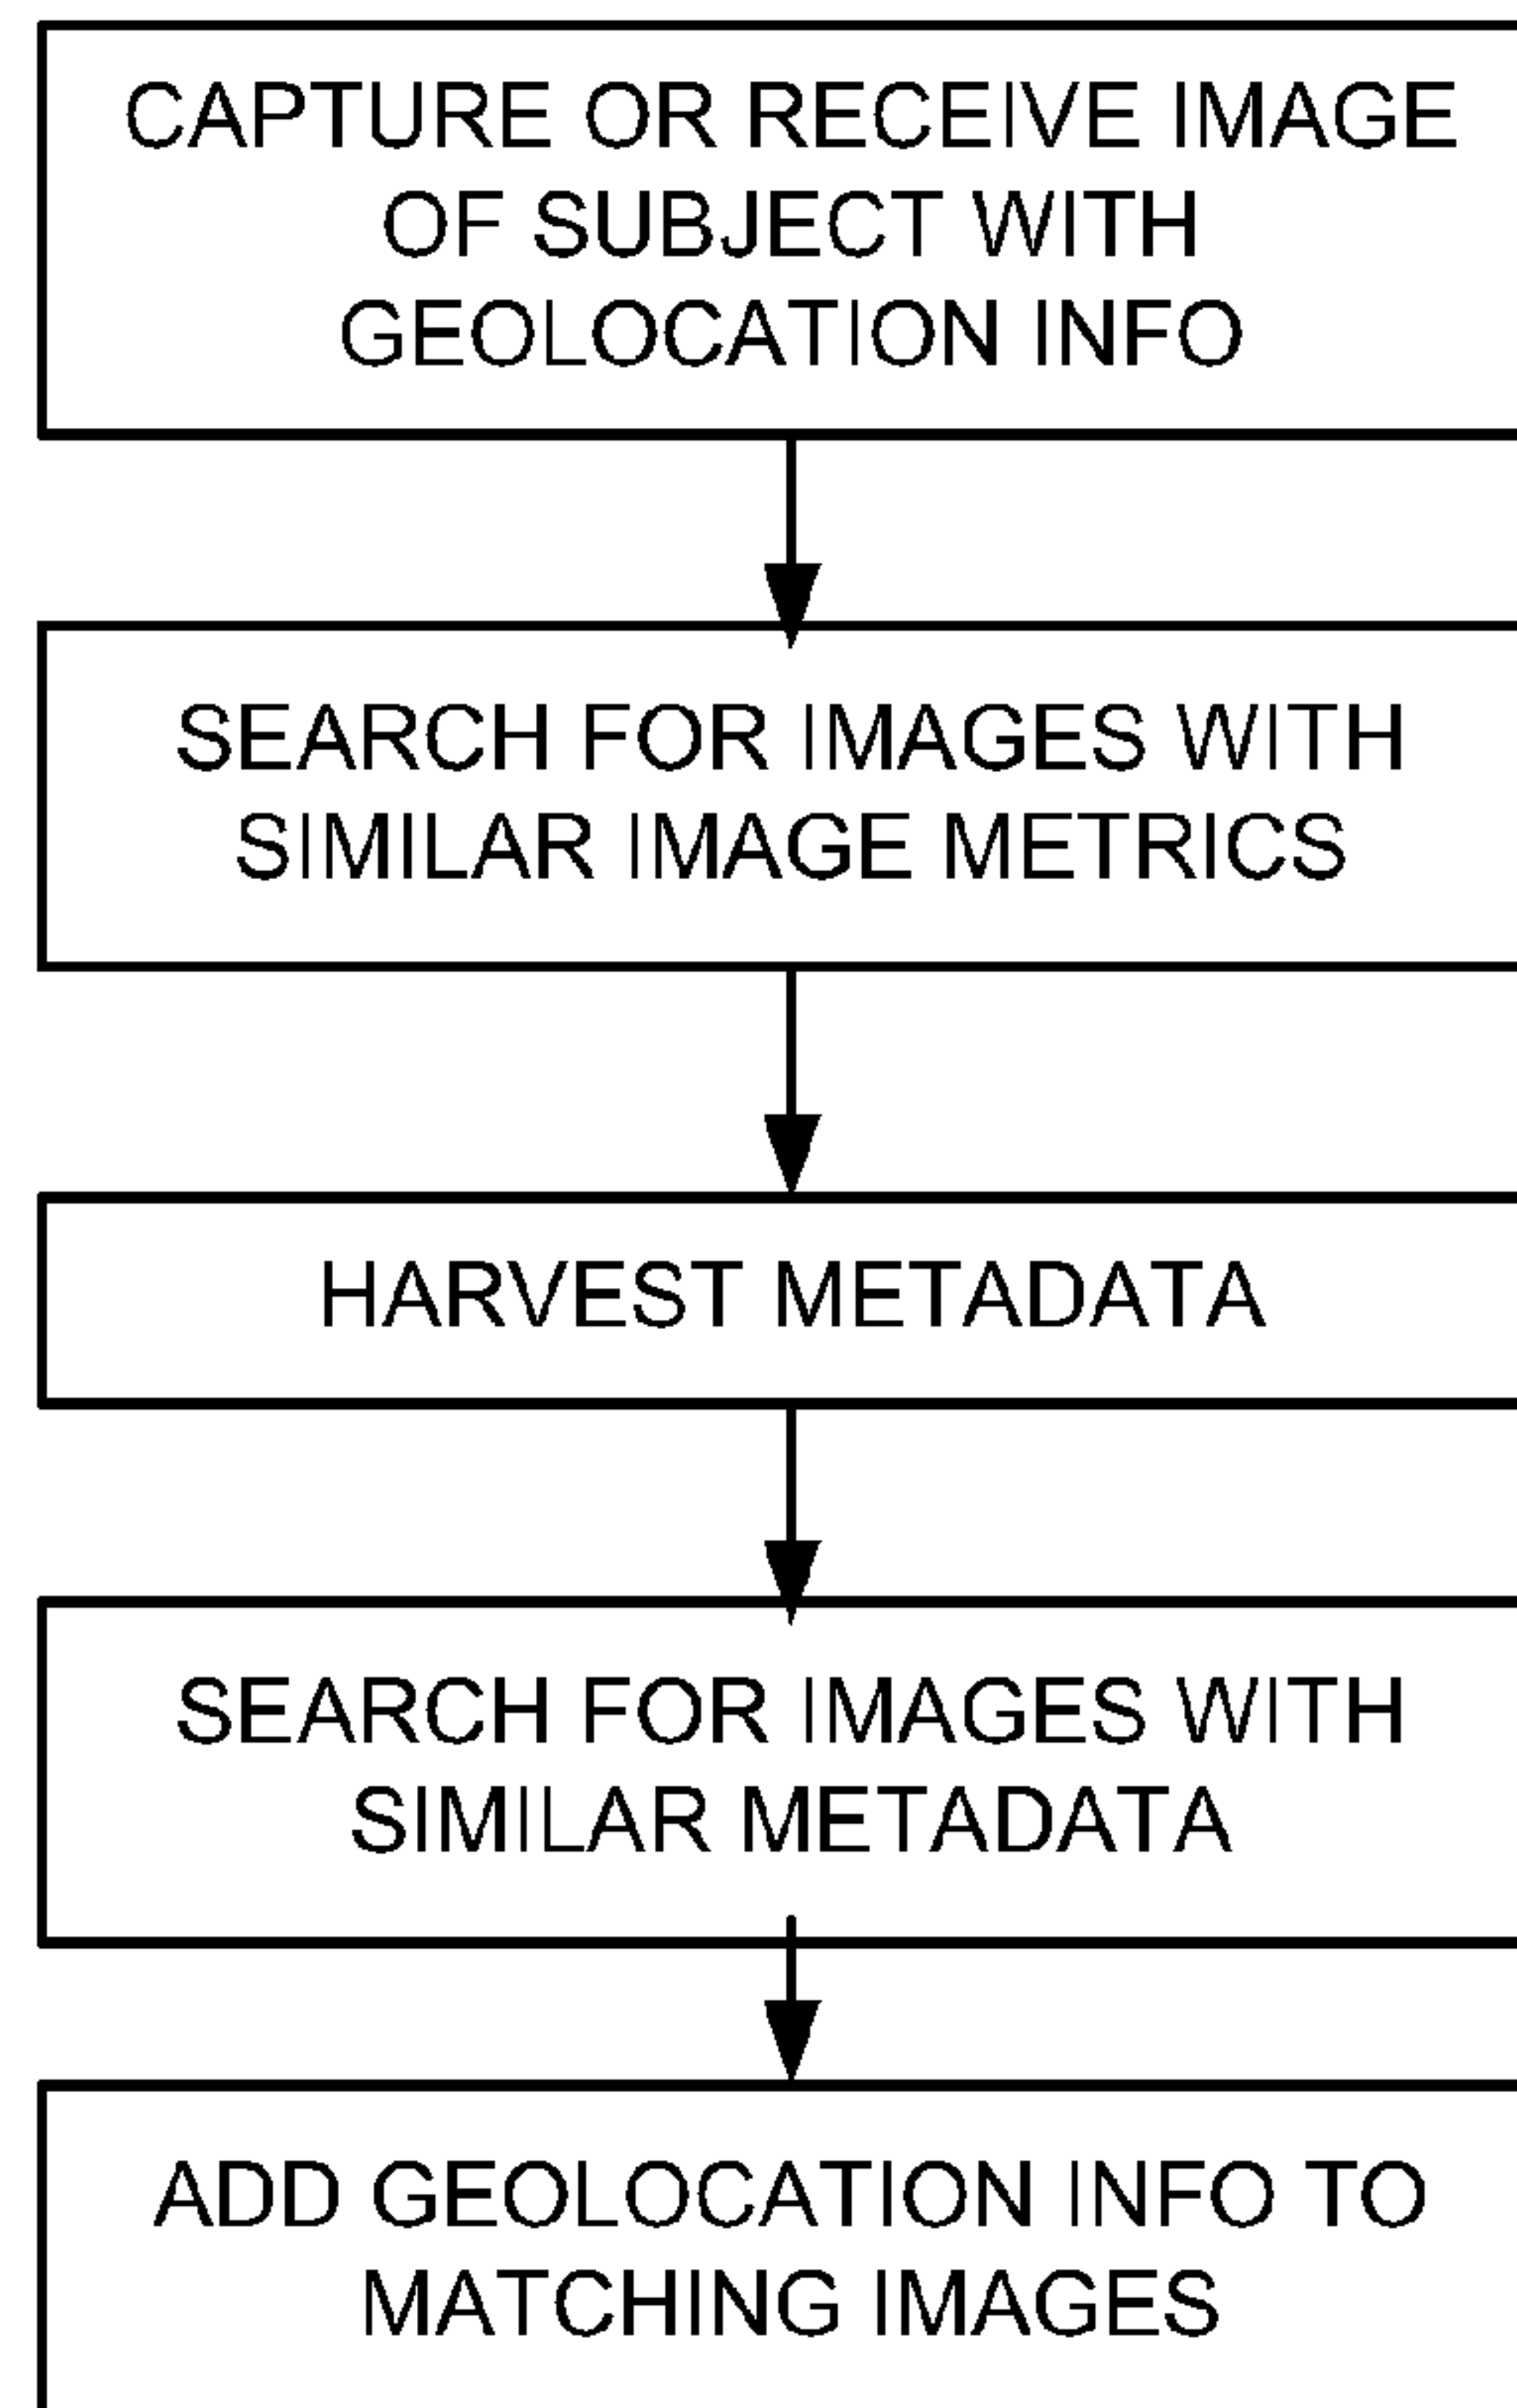 CAPTURE OR RECEIVE IMAGE
OF SUBJECT WITH
GEOLOCATION INFO
SEARCH FOR IMAGES WITH
SIMILAR IMAGE METRICS
HARVEST METADATA
SEARCH FOR IMAGES WITH
SIMILAR METADATA
ADD GEOLOCATION INFO TO
MATCHING IMAGES